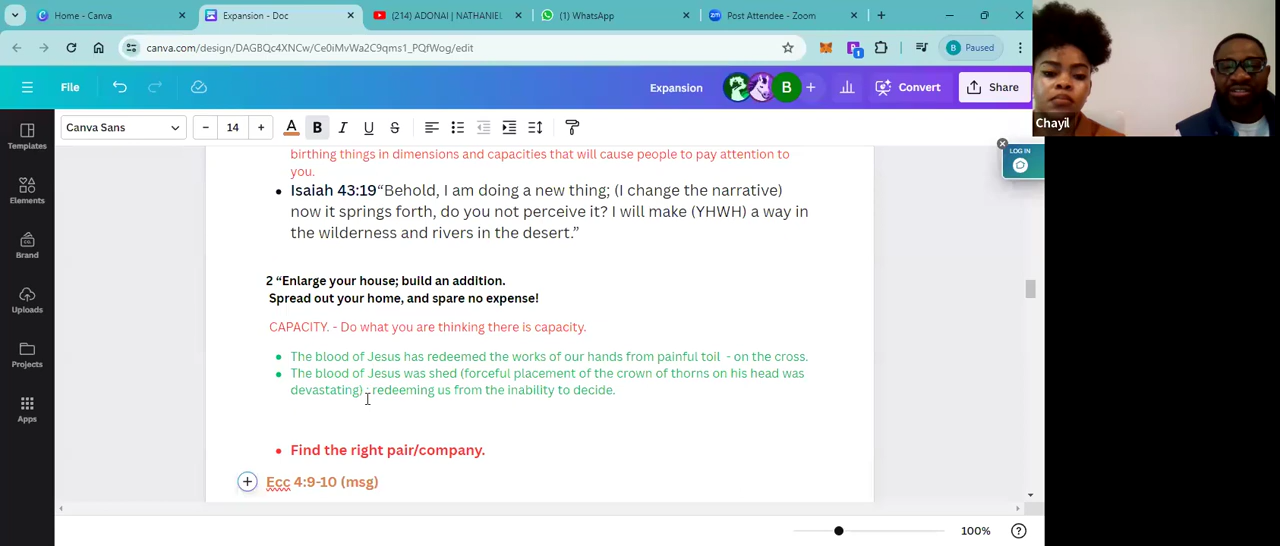 Home - Canva
Expansion - Doc
(214) ADONAI | NATHANIEL
(1) WhatsApp
Post Attendee - Zoom
canva.com/design/DAGBQc4XNCw/Ce0iMvWa2C9qms1_PQfWog/edit
1
B
Paused
File
Expansion
B
Convert
Share
Chayil
Canva Sans
14
A
B
I
U
S
LOG IN
Templates
Elements
Brand
Uploads
Projects
Apps
birthing things in dimensions and capacities that will cause people to pay attention to
you.
Isaiah 43:19“Behold, I am doing a new thing; (I change the narrative)
now it springs forth, do you not perceive it? I will make (YHWH) a way in
the wilderness and rivers in the desert.”
2 “Enlarge your house; build an addition.
Spread out your home, and spare no expense!
CAPACITY. - Do what you are thinking there is capacity.
The blood of Jesus has redeemed the works of our hands from painful toil - on the cross.
The blood of Jesus was shed (forceful placement of the crown of thorns on his head was
devastating) : redeeming us from the inability to decide.
Find the right pair/company.
Ecc 4:9-10 (msg)
100%